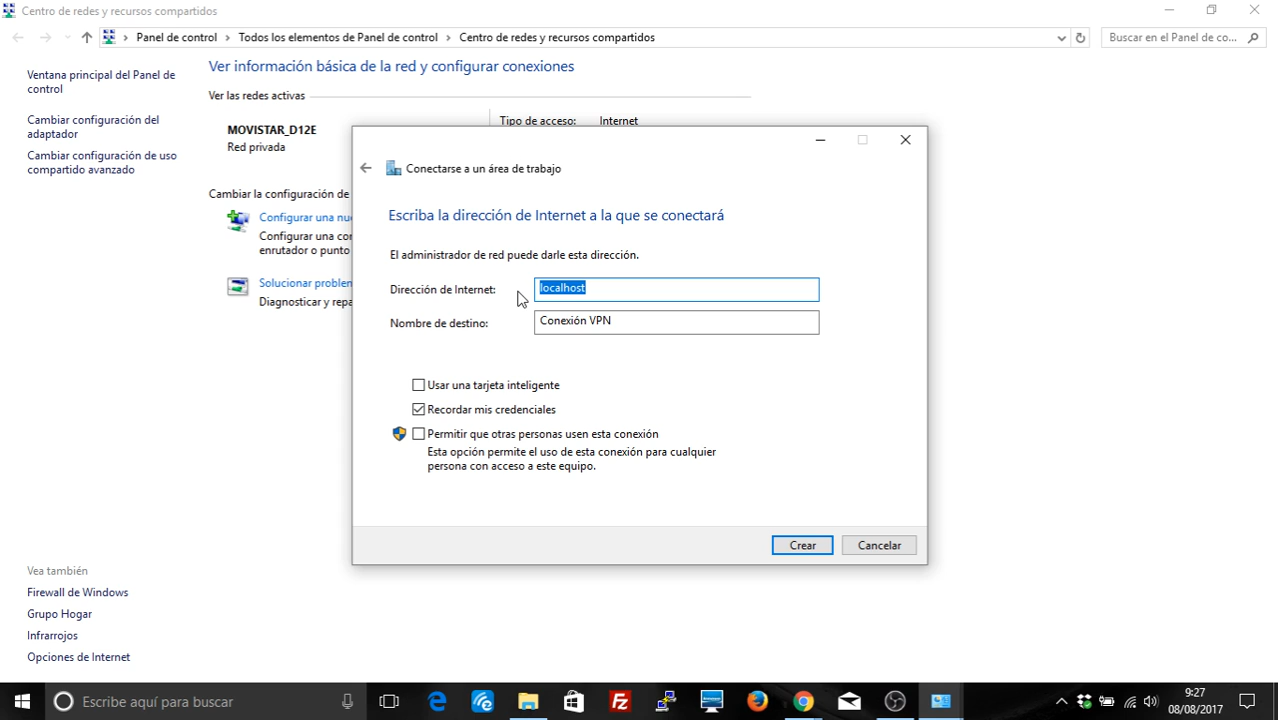 Centro de redes y recursos compartidos
Panel de control
Todos los elementos de Panel de control
Centro de redes y recursos compartidos
Buscar en el Panel de co...
Ventana principal del Panel de
control
Cambiar configuración del
adaptador
Cambiar configuración de uso
compartido avanzado
Ver información básica de la red y configurar conexiones
Ver las redes activas
MOVISTAR_D12E
Red privada
Tipo de acceso: Internet
Cambiar la configuración de
Configurar una nu
Configurar una co
enrutador o punto
Solucionar problem
Diagnosticar y repa
Conectarse a un área de trabajo
Escriba la dirección de Internet a la que se conectará
El administrador de red puede darle esta dirección.
Dirección de Internet: localhost
Nombre de destino: Conexión VPN
Usar una tarjeta inteligente
Recordar mis credenciales
Permitir que otras personas usen esta conexión
Esta opción permite el uso de esta conexión para cualquier
persona con acceso a este equipo.
Crear
Cancelar
Vea también
Firewall de Windows
Grupo Hogar
Infrarrojos
Opciones de Internet
Escribe aquí para buscar
9:27
08/08/2017